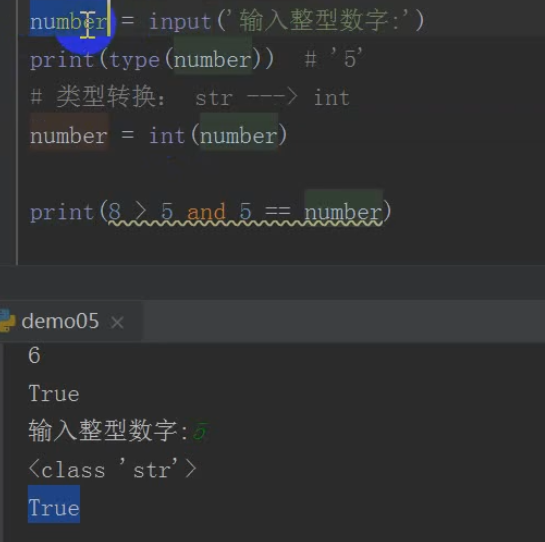 number = input('输入整型数字:')
print(type(number))  # '5'
# 类型转换： str ---> int
number = int(number)
print(8 > 5 and 5 == number)
demo05
6
True
输入整型数字:5
<class 'str'>
True